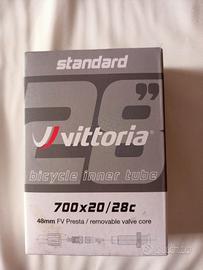 standard
28"
vittoria
bicycle inner tube
700x20/28c
48mm FV Presta / removable valve core